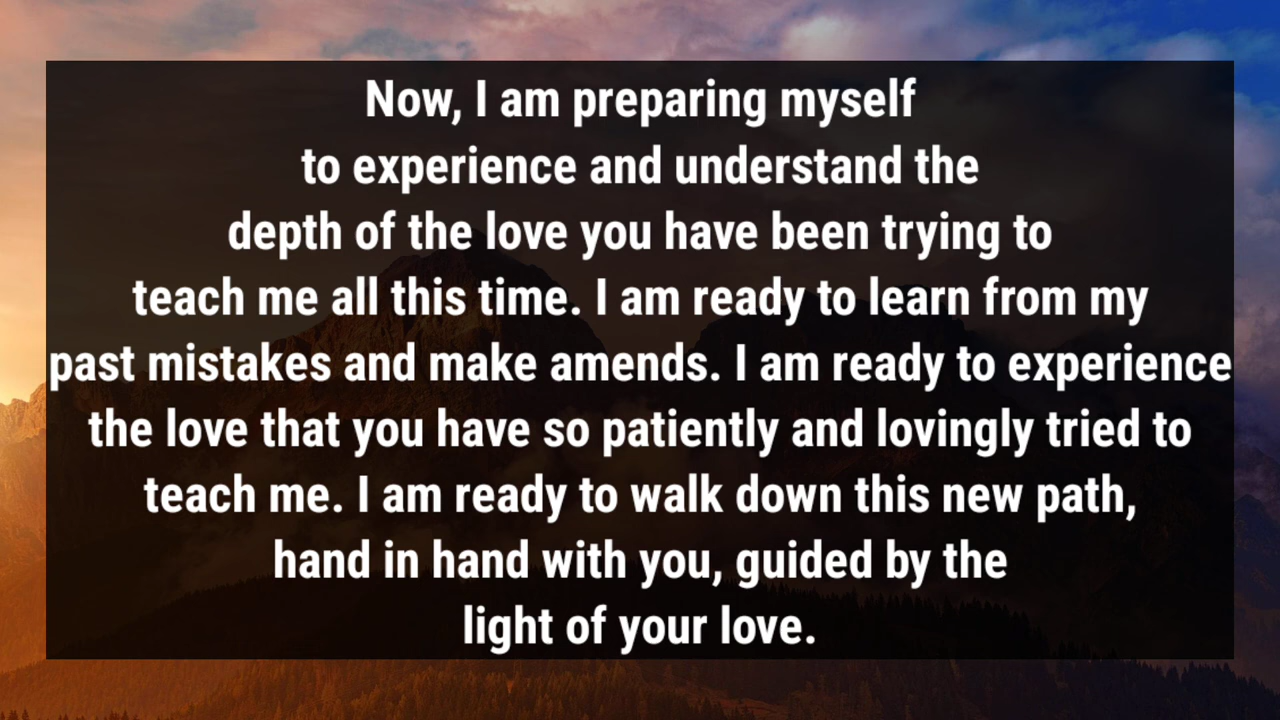 Now, I am preparing myself
to experience and understand the
depth of the love you have been trying to
teach me all this time. I am ready to learn from my
past mistakes and make amends. I am ready to experience
the love that you have so patiently and lovingly tried to
teach me. I am ready to walk down this new path,
hand in hand with you, guided by the
light of your love.